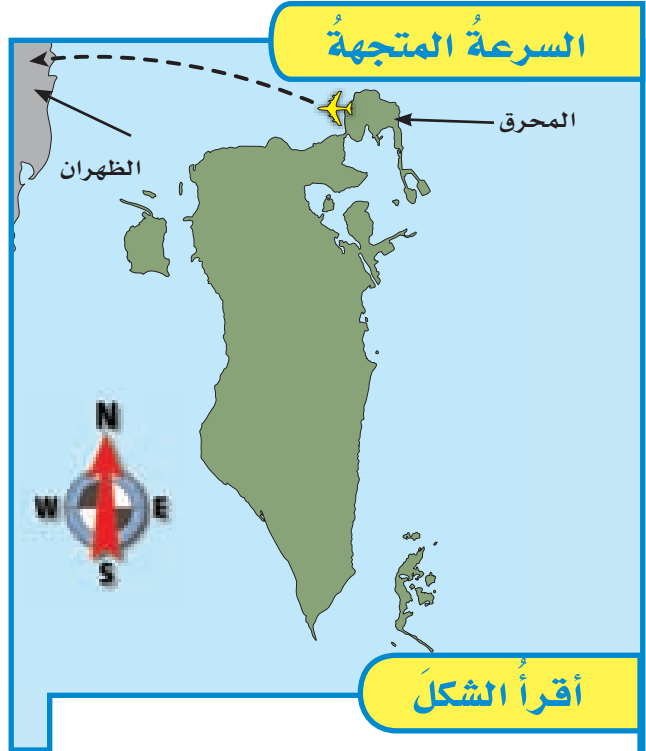 السرعةُ المتجهةُ
المحرق
الظهران
N
W E
S
أقرأُ الشكلَ